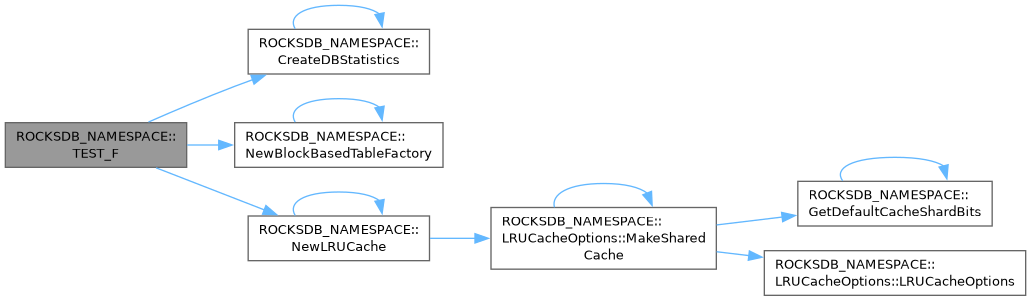 ROCKSDB_NAMESPACE::
TEST_F
ROCKSDB_NAMESPACE::
CreateDBStatistics
ROCKSDB_NAMESPACE::
NewBlockBasedTableFactory
ROCKSDB_NAMESPACE::
NewLRUCache
ROCKSDB_NAMESPACE::
LRUCacheOptions::MakeShared
Cache
ROCKSDB_NAMESPACE::
GetDefaultCacheShardBits
ROCKSDB_NAMESPACE::
LRUCacheOptions::LRUCacheOptions